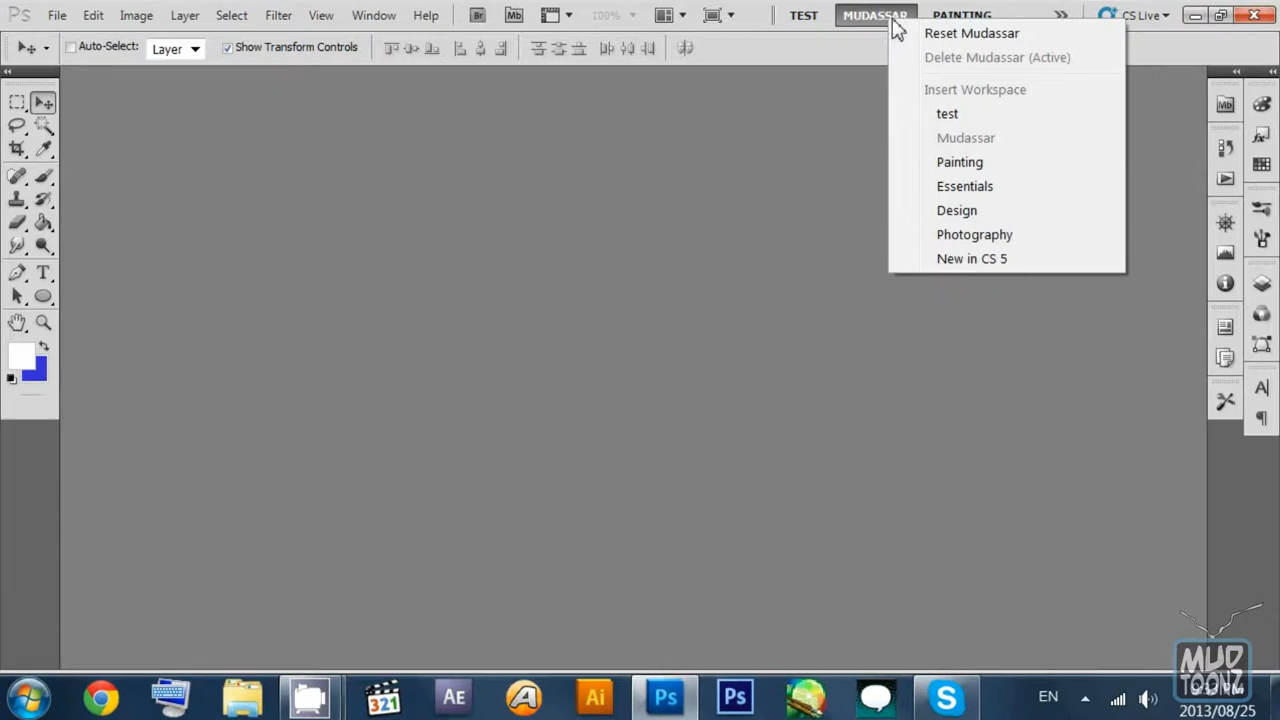 Ps File Edit Image Layer Select Filter View Window Help Br Mb 100% TEST MUDASSAR PAINTING >> CS Live
Auto-Select: Layer Show Transform Controls
Reset Mudassar
Delete Mudassar (Active)
Insert Workspace
test
Mudassar
Painting
Essentials
Design
Photography
New in CS 5
Mb
A
T
MUD
TOONZ
321 AE A Ai Ps Ps S EN
2013/08/25